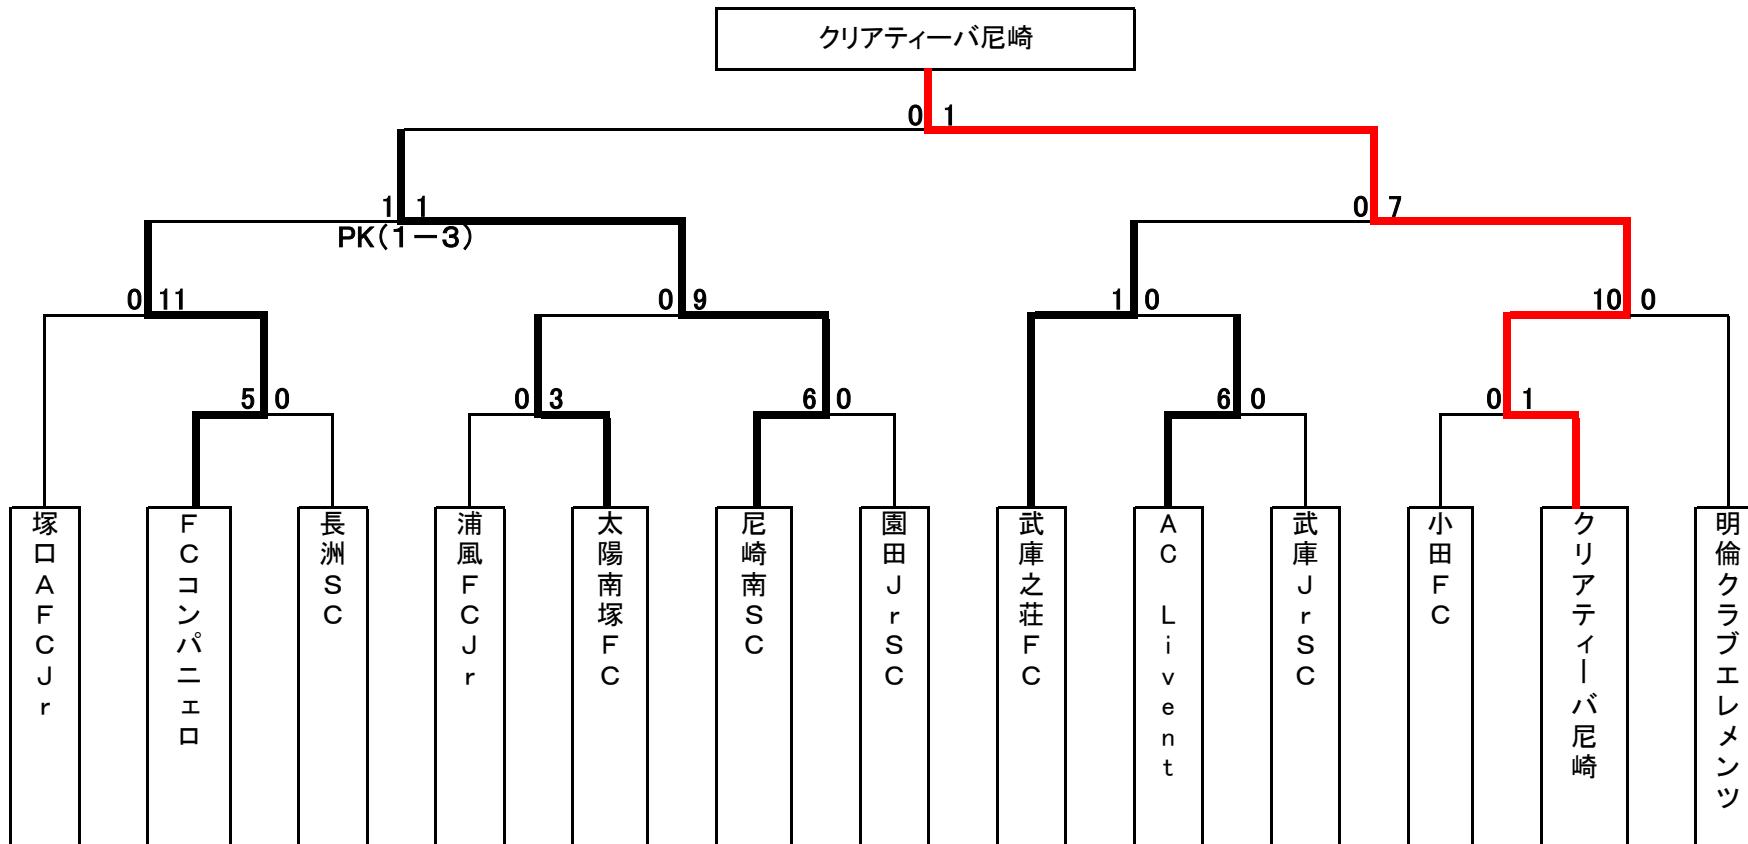 クリアティーバ尼崎
0 1
1 1
PK(1－3)
0 7
0 11
0 9
1 0
10 0
5 0
0 3
6 0
6 0
0 1
塚口AFCJr
FCコンパニェロ
長洲SC
浦風FCJr
太陽南塚FC
尼崎南SC
園田JrSC
武庫之荘FC
AC Livent
武庫JrSC
小田FC
クリアティーバ尼崎
明倫クラブエレメンツ